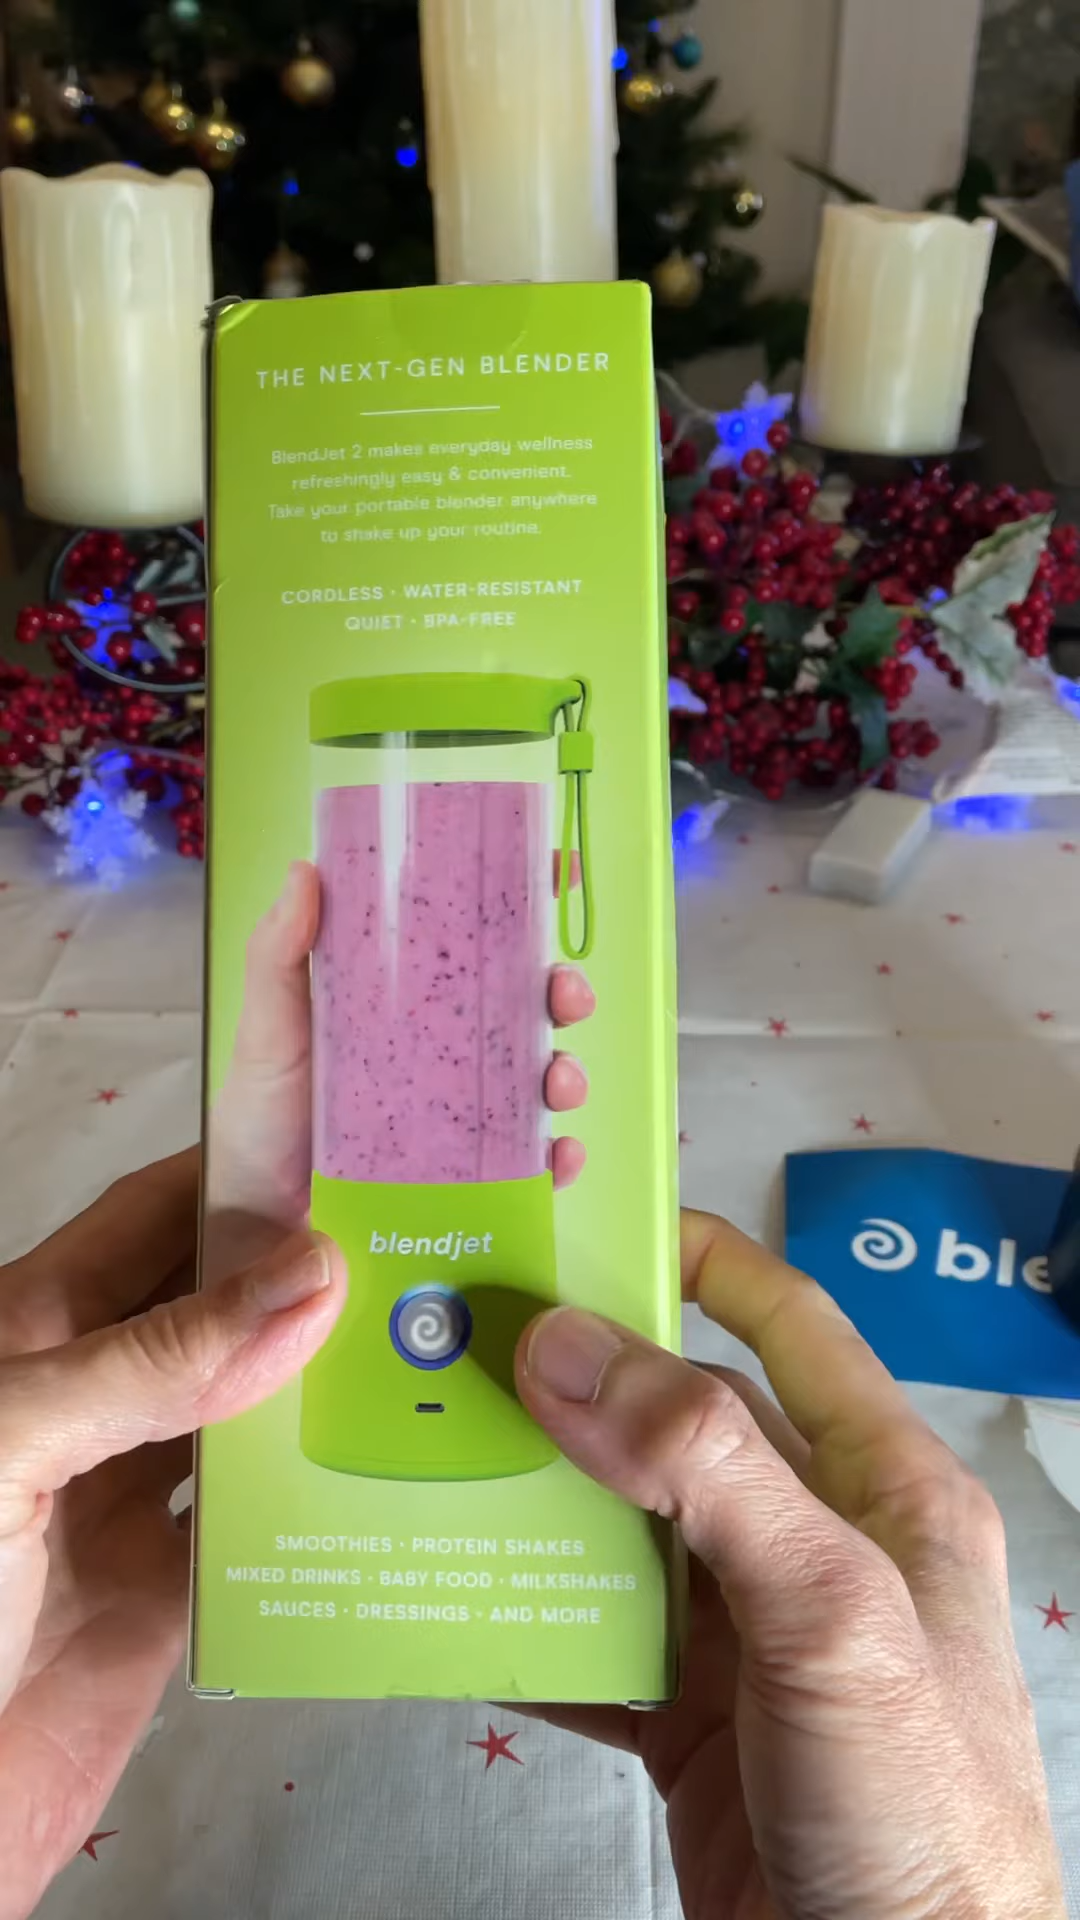 THE NEXT-GEN BLENDER
BlendJet 2 makes everyday wellness
refreshingly easy & convenient.
Take your portable blender anywhere
to shake up your routine.
CORDLESS · WATER-RESISTANT
QUIET · BPA-FREE
blendjet
ble
SMOOTHIES · PROTEIN SHAKES
MIXED DRINKS · BABY FOOD · MILKSHAKES
SAUCES · DRESSINGS · AND MORE